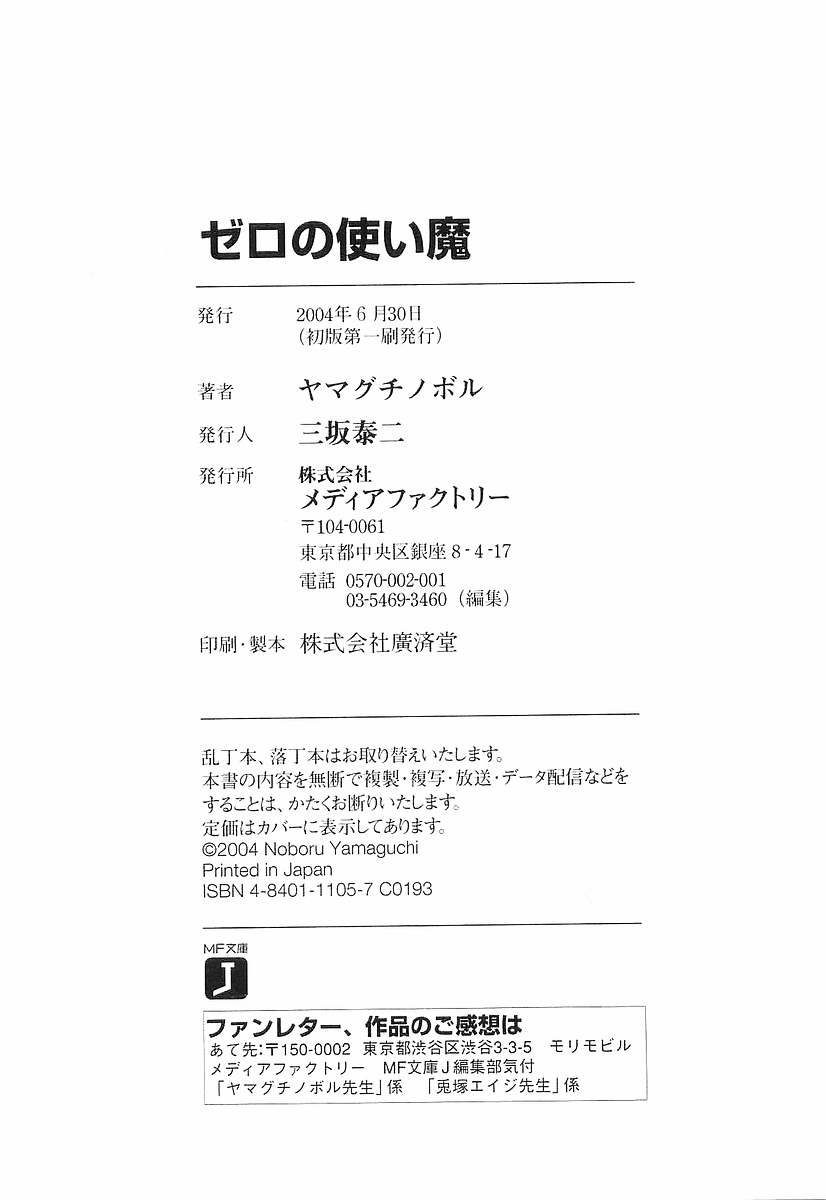 ゼロの使い魔
発行 2004年6月30日
(初版第一刷発行)
著者 ヤマグチノボル
発行人 三坂泰二
発行所 株式会社
メディアファクトリー
〒104-0061
東京都中央区銀座8-4-17
電話 0570-002-001
03-5469-3460(編集)
印刷・製本 株式会社廣済堂
乱丁本、落丁本はお取り替えいたします。
本書の内容を無断で複製・複写・放送・データ配信などを
することは、かたくお断りいたします。
定価はカバーに表示してあります。
©2004 Noboru Yamaguchi
Printed in Japan
ISBN 4-8401-1105-7 C0193
MF文庫
J
ファンレター、作品のご感想は
あて先:〒150-0002 東京都渋谷区渋谷3-3-5 モリモビル
メディアファクトリー MF文庫J編集部気付
「ヤマグチノボル先生」係 「兎塚エイジ先生」係